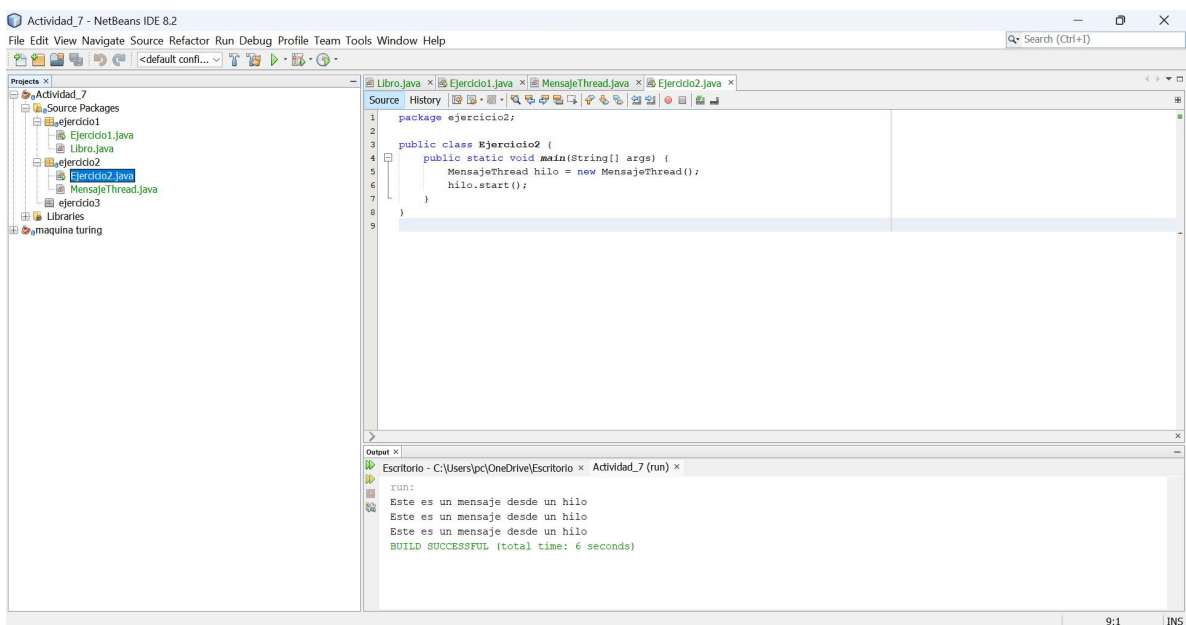 Actividad_7 - NetBeans IDE 8.2
File Edit View Navigate Source Refactor Run Debug Profile Team Tools Window Help
Search (Ctrl+I)
<default confi...
Projects
Actividad_7
Source Packages
ejercicio1
Ejercicio1.java
Libro.java
ejercicio2
Ejercicio2.java
MensajeThread.java
ejercicio3
Libraries
maquina turing
Libro.java Ejercicio1.java MensajeThread.java Ejercicio2.java
Source History
1 package ejercicio2;
2
3 public class Ejercicio2 {
4 public static void main(String[] args) {
5 MensajeThread hilo = new MensajeThread();
6 hilo.start();
7 }
8 }
9
Output
Escritorio - C:\Users\pc\OneDrive\Escritorio Actividad_7 (run)
run:
Este es un mensaje desde un hilo
Este es un mensaje desde un hilo
Este es un mensaje desde un hilo
BUILD SUCCESSFUL (total time: 6 seconds)
9:1 INS